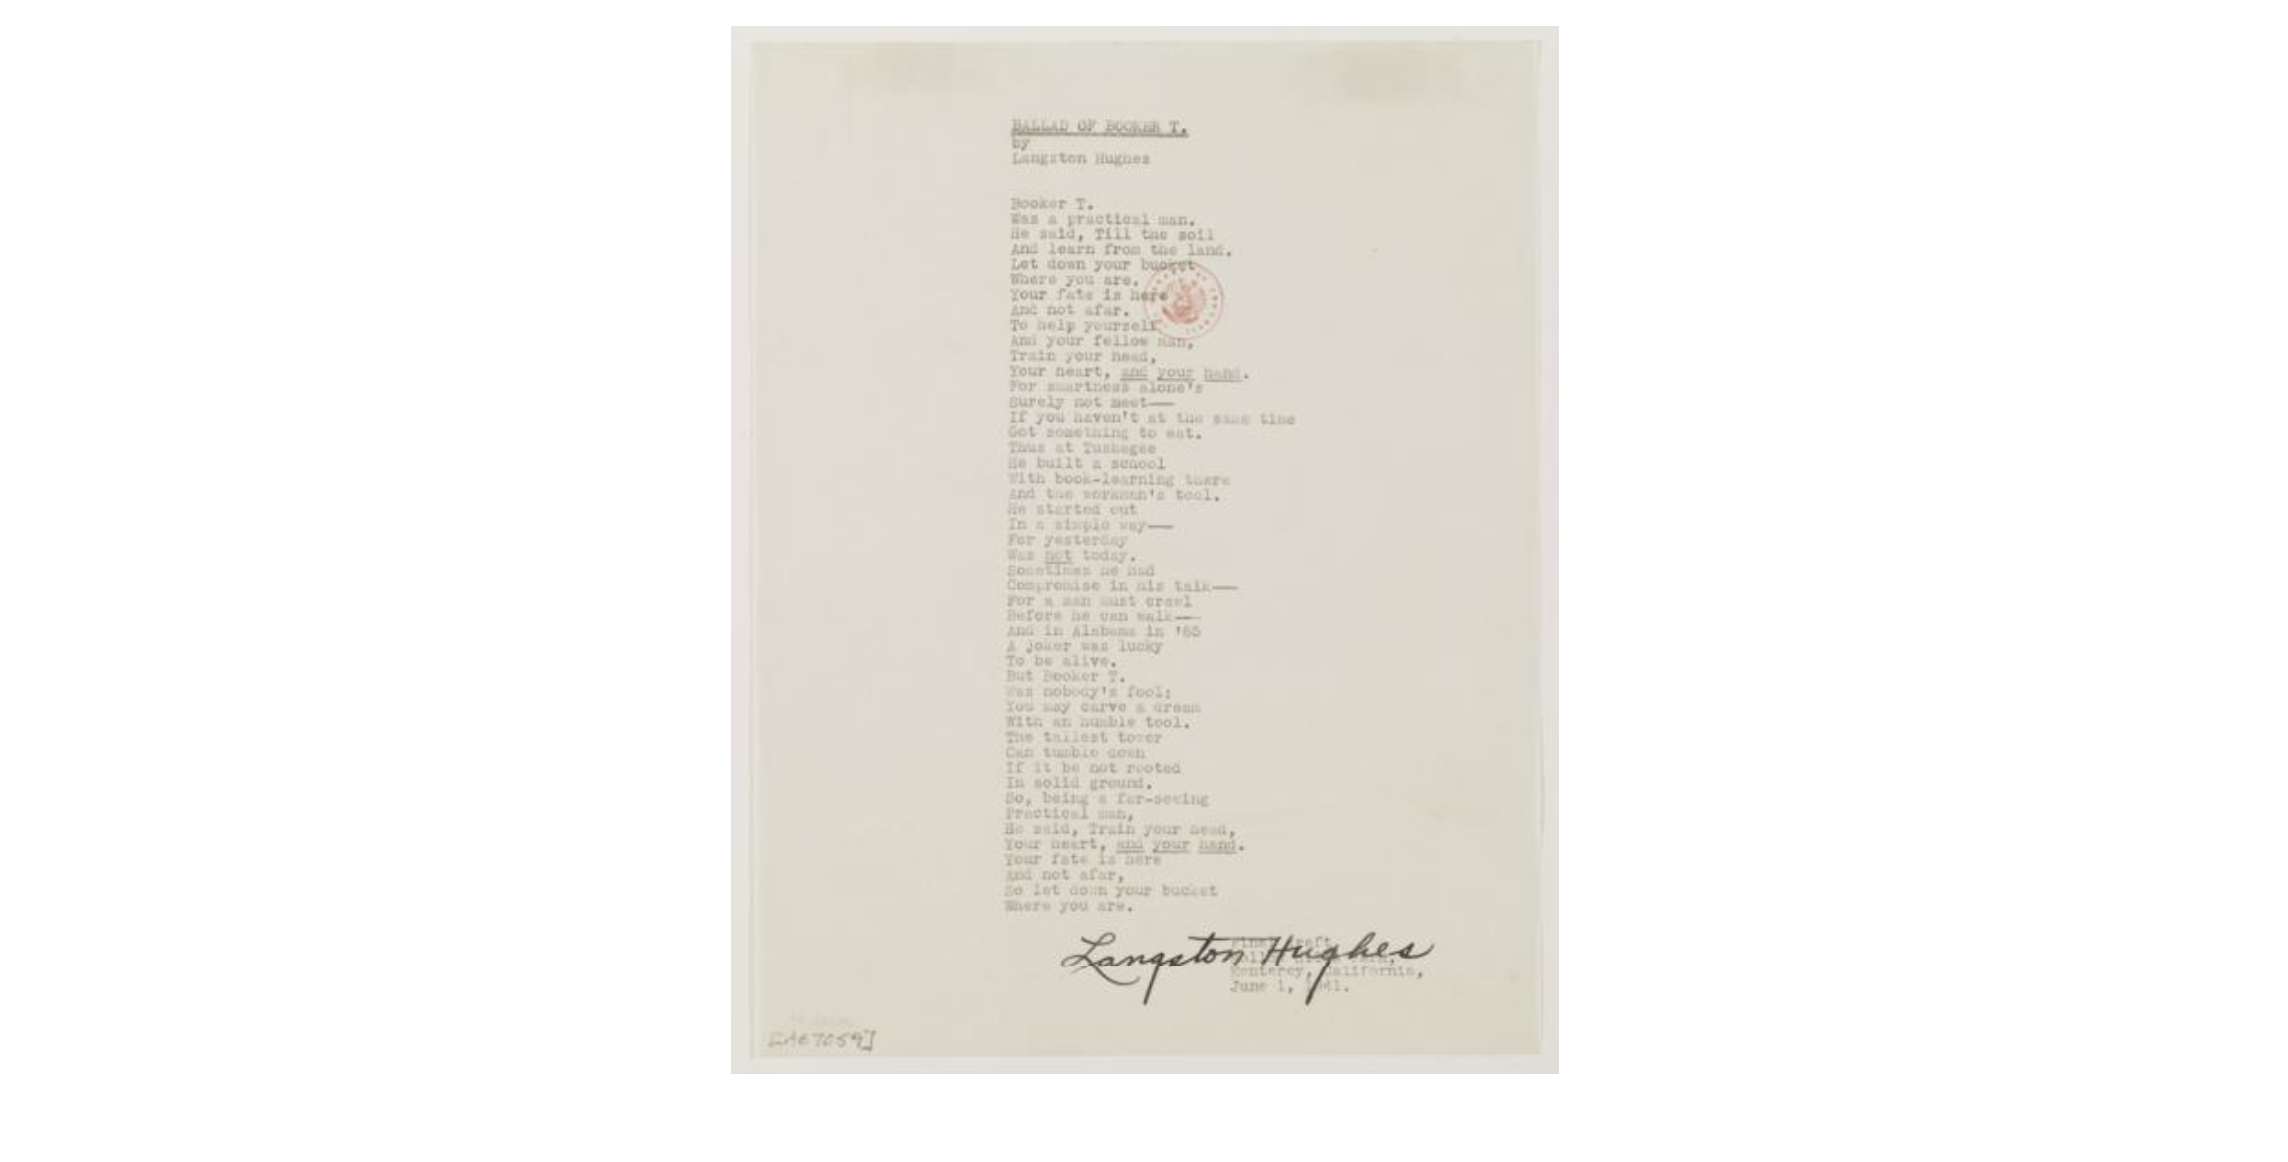 BALLAD OF BOOKER T.
by
Langston Hughes
Booker T.
Was a practical man.
He said, Till the soil
And learn from the land.
Let down your bucket
Where you are.
Your fate is here
And not afar.
To help yourself
And your fellow man,
Train your head,
Your heart, and your hand.
For smartness alone's
Surely not meet—
If you haven't at the same time
Got something to eat.
Thus at Tuskegee
He built a school
With book-learning there
And the workman's tool.
He started out
In a simple way—
For yesterday
Was not today.
Sometimes he had
Compromise in his talk—
For a man must crawl
Before he can walk—
And in Alabama in '85
A joker was lucky
To be alive.
But Booker T.
Was nobody's fool:
You may carve a dream
With an humble tool.
The tallest tower
Can tumble down
If it be not rooted
In solid ground.
So, being a far-seeing
Practical man,
He said, Train your head,
Your heart, and your hand.
Your fate is here
And not afar,
So let down your bucket
Where you are.
Langston Hughes
Final draft,
Monterey, California,
June 1, 1941.